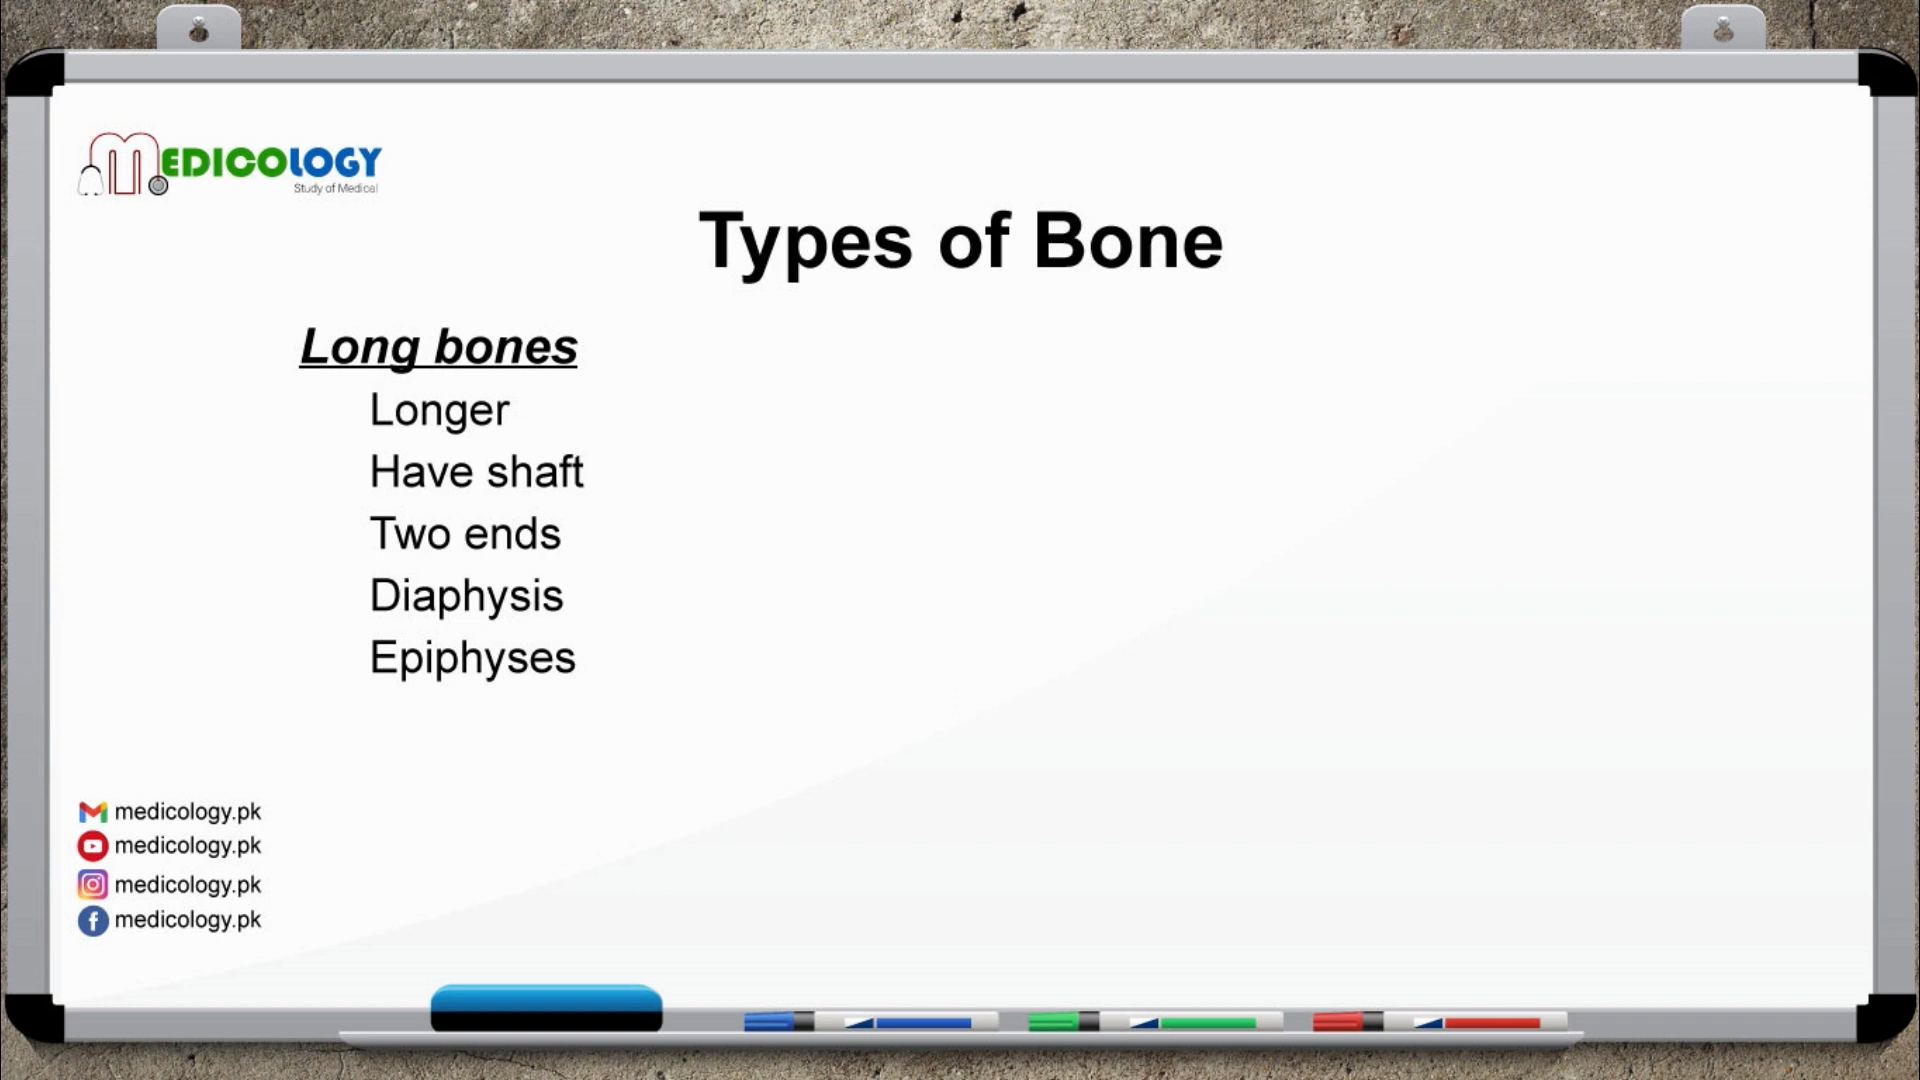 MEDICOLOGY
Study of Medical
Types of Bone
Long bones
Longer
Have shaft
Two ends
Diaphysis
Epiphyses
medicology.pk
medicology.pk
medicology.pk
medicology.pk